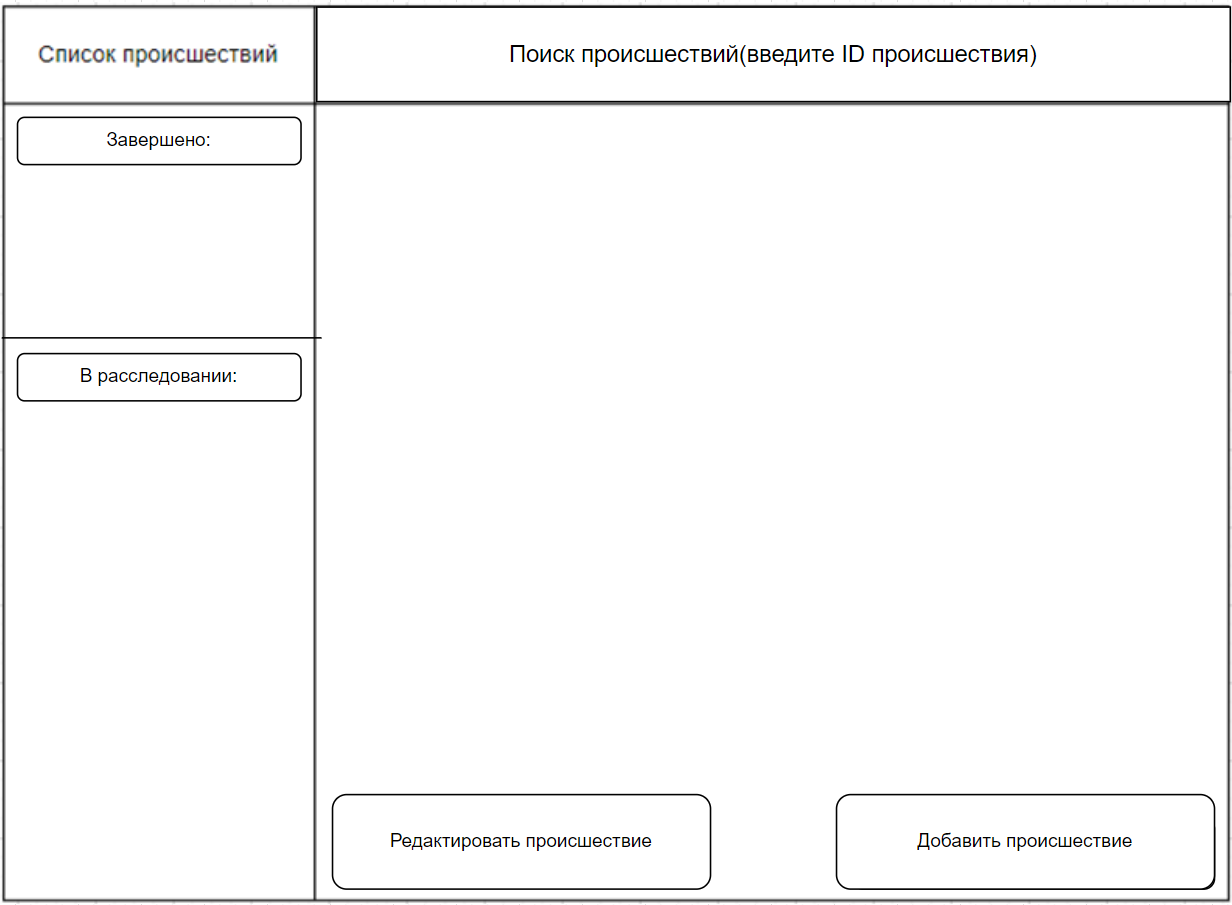 Список происшествий
Поиск происшествий(введите ID происшествия)
Завершено:
В расследовании:
Редактировать происшествие
Добавить происшествие